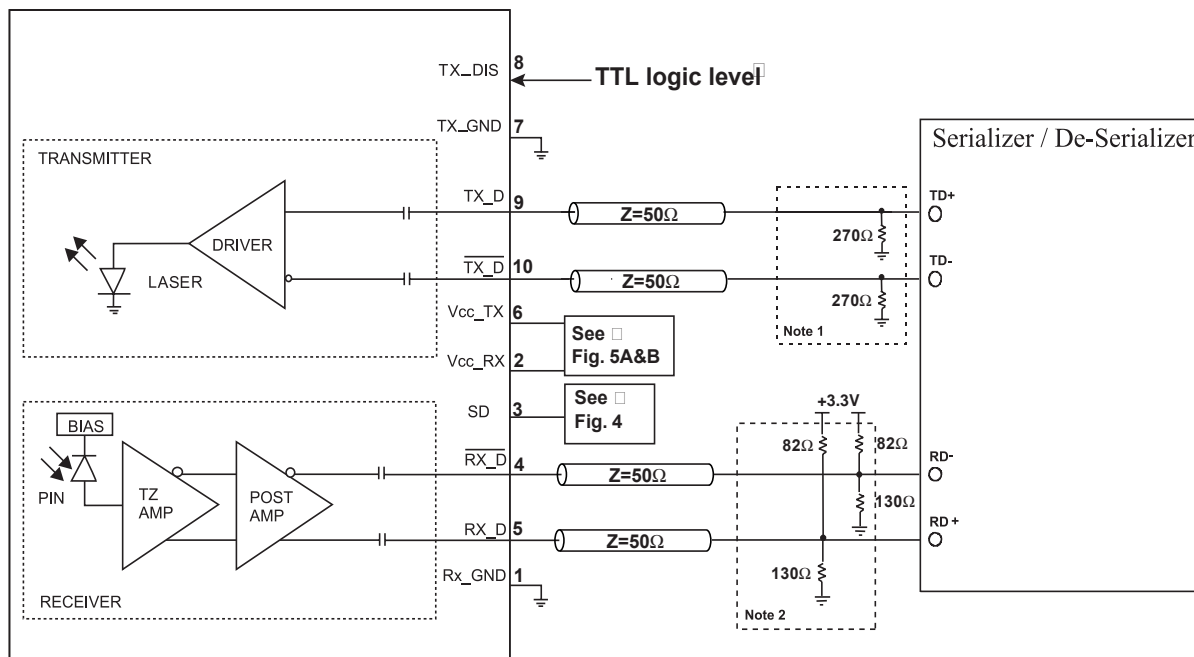 8
TX_DIS
TTL logic level
7
TX_GND
TRANSMITTER
DRIVER
LASER
TX_D
9
Z=50Ω
TX_D
10
Z=50Ω
Vcc_TX
6
See
Fig. 5A&B
Vcc_RX
2
SD
3
See
Fig. 4
270Ω
270Ω
Note 1
Serializer / De-Serializer
TD+
TD-
+3.3V
82Ω
82Ω
BIAS
PIN
TZ
AMP
POST
AMP
RX_D
4
Z=50Ω
RD-
130Ω
RX_D
5
Z=50Ω
RD+
130Ω
Rx_GND
1
RECEIVER
Note 2